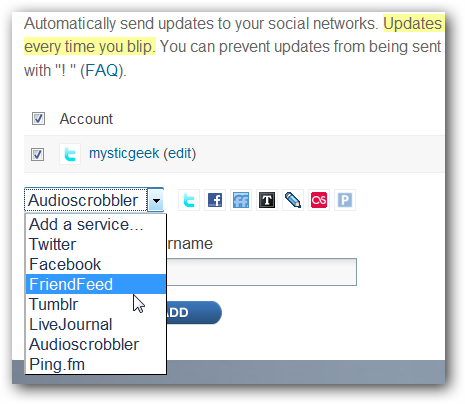 Automatically send updates to your social networks. Updates
every time you blip. You can prevent updates from being sent
with "! " (FAQ).
Account
mysticgeek (edit)
Audioscrobbler
Add a service...
Twitter
Facebook
FriendFeed
Tumblr
LiveJournal
Audioscrobbler
Ping.fm
rname
ADD